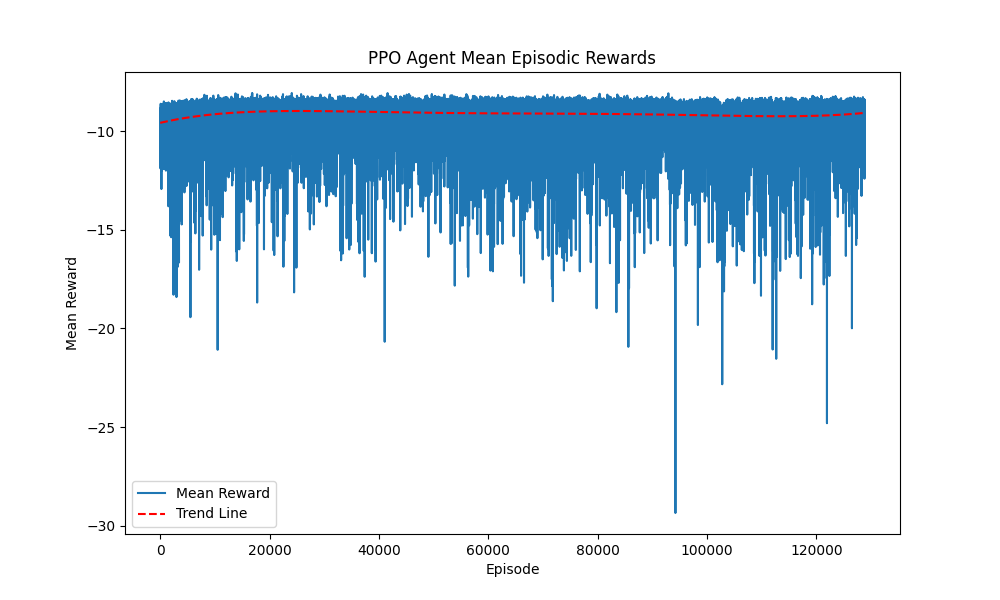 PPO Agent Mean Episodic Rewards
Mean Reward
−10
−15
−20
−25
−30
Mean Reward
Trend Line
0 20000 40000 60000 80000 100000 120000
Episode